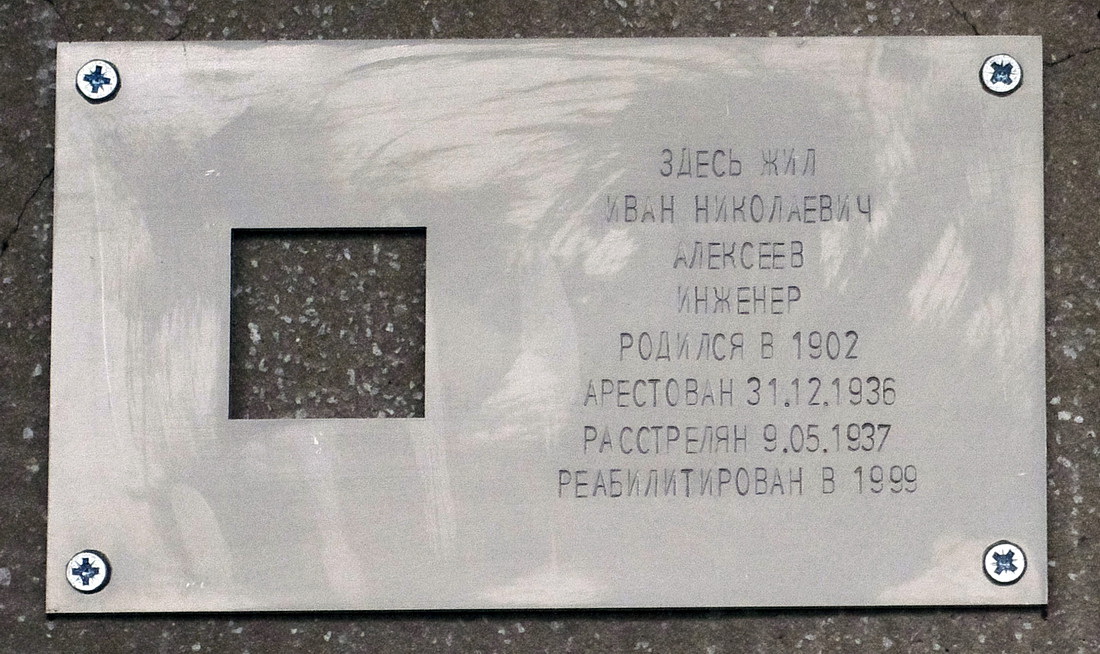 ЗДЕСЬ ЖИЛ
ИВАН НИКОЛАЕВИЧ
АЛЕКСЕЕВ
ИНЖЕНЕР
РОДИЛСЯ В 1902
АРЕСТОВАН 31.12.1936
РАССТРЕЛЯН 9.05.1937
РЕАБИЛИТИРОВАН В 1999